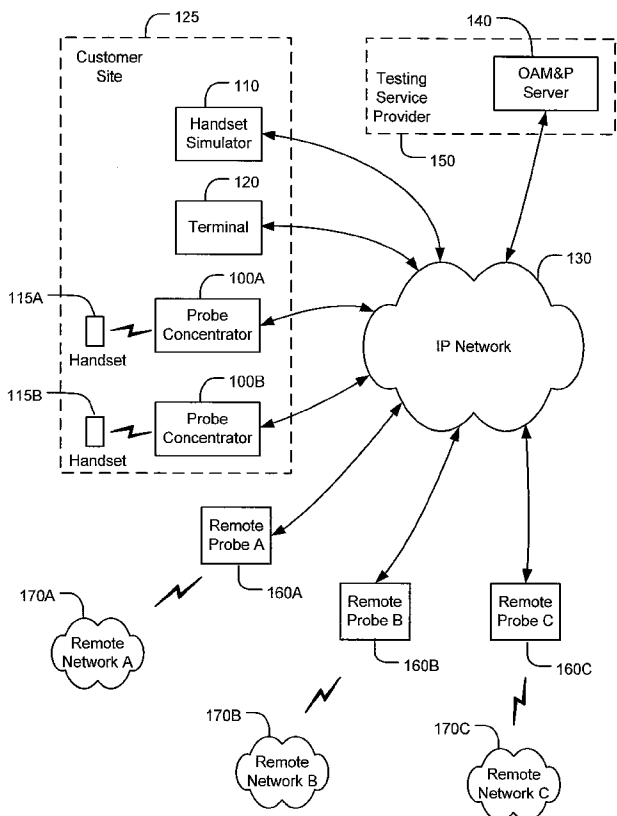 125
Customer
Site
110
Handset
Simulator
120
Terminal
100A
115A
Probe
Concentrator
Handset
100B
115B
Probe
Concentrator
Handset
140
OAM&P
Server
Testing
Service
Provider
150
130
IP Network
Remote
Probe A
160A
170A
Remote
Network A
Remote
Probe B
160B
170B
Remote
Network B
Remote
Probe C
160C
170C
Remote
Network C